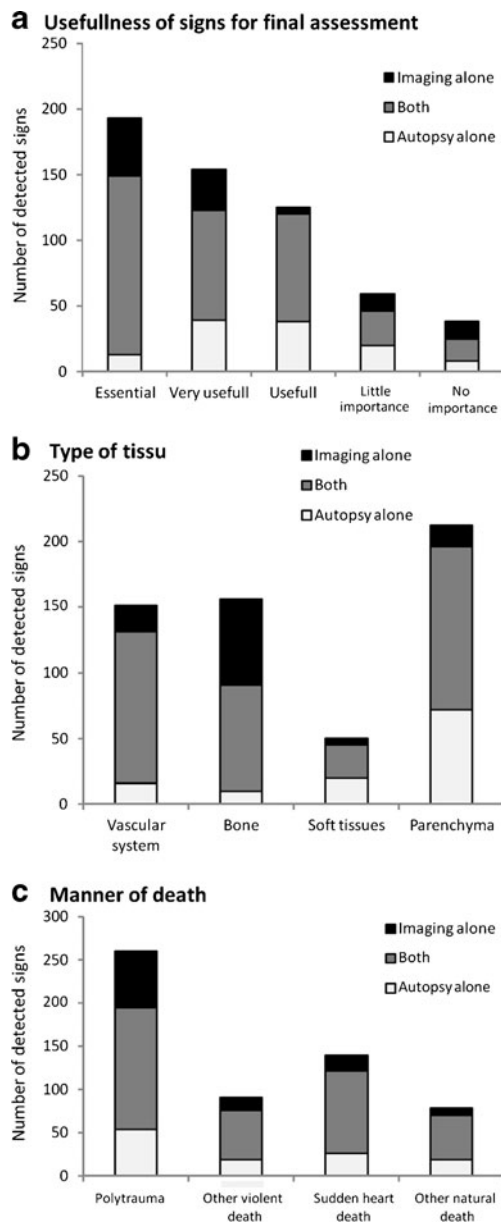 a Usefullness of signs for final assessment
250
200
150
100
50
0
Number of detected signs
Imaging alone
Both
Autopsy alone
Essential
Very usefull
Usefull
Little
importance
No
importance
b Type of tissu
250
200
150
100
50
0
Number of detected signs
Imaging alone
Both
Autopsy alone
Vascular
system
Bone
Soft tissues
Parenchyma
c Manner of death
300
250
200
150
100
50
0
Number of detected signs
Imaging alone
Both
Autopsy alone
Polytrauma
Other violent
death
Sudden heart
death
Other natural
death